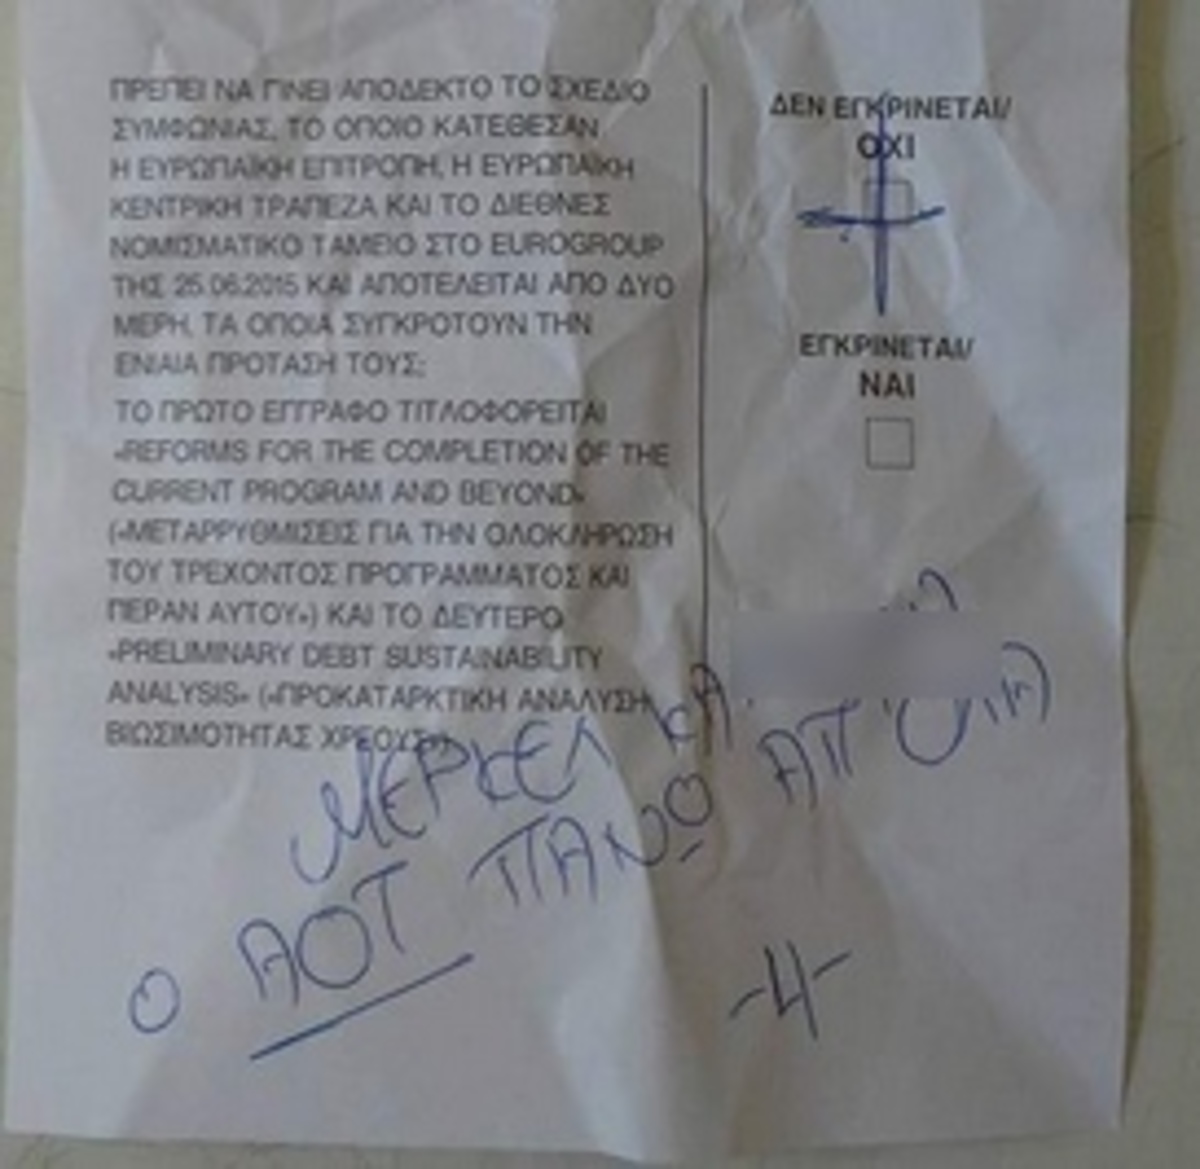 ΠΡΕΠΕΙ ΝΑ ΓΙΝΕΙ ΑΠΟΔΕΚΤΟ ΤΟ ΣΧΕΔΙΟ
ΣΥΜΦΩΝΙΑΣ, ΤΟ ΟΠΟΙΟ ΚΑΤΕΘΕΣΑΝ
Η ΕΥΡΩΠΑΪΚΗ ΕΠΙΤΡΟΠΗ, Η ΕΥΡΩΠΑΪΚΗ
ΚΕΝΤΡΙΚΗ ΤΡΑΠΕΖΑ ΚΑΙ ΤΟ ΔΙΕΘΝΕΣ
ΝΟΜΙΣΜΑΤΙΚΟ ΤΑΜΕΙΟ ΣΤΟ EUROGROUP
ΤΗΣ 25.06.2015 ΚΑΙ ΑΠΟΤΕΛΕΙΤΑΙ ΑΠΟ ΔΥΟ
ΜΕΡΗ, ΤΑ ΟΠΟΙΑ ΣΥΓΚΡΟΤΟΥΝ ΤΗΝ
ΕΝΙΑΙΑ ΠΡΟΤΑΣΗ ΤΟΥΣ;
ΤΟ ΠΡΩΤΟ ΕΓΓΡΑΦΟ ΤΙΤΛΟΦΟΡΕΙΤΑΙ
«REFORMS FOR THE COMPLETION OF THE
CURRENT PROGRAM AND BEYOND»
(«ΜΕΤΑΡΡΥΘΜΙΣΕΙΣ ΓΙΑ ΤΗΝ ΟΛΟΚΛΗΡΩΣΗ
ΤΟΥ ΤΡΕΧΟΝΤΟΣ ΠΡΟΓΡΑΜΜΑΤΟΣ ΚΑΙ
ΠΕΡΑΝ ΑΥΤΟΥ») ΚΑΙ ΤΟ ΔΕΥΤΕΡΟ
«PRELIMINARY DEBT SUSTAINABILITY
ANALYSIS» («ΠΡΟΚΑΤΑΡΚΤΙΚΗ ΑΝΑΛΥΣΗ
ΒΙΩΣΙΜΟΤΗΤΑΣ ΧΡΕΟΥΣ»)
ΔΕΝ ΕΓΚΡΙΝΕΤΑΙ/
ΟΧΙ
ΕΓΚΡΙΝΕΤΑΙ/
ΝΑΙ
ΜΕΡΚΕΛ
Ο ΑΟΤ ΠΑΝΩ ΑΠ'
-4-